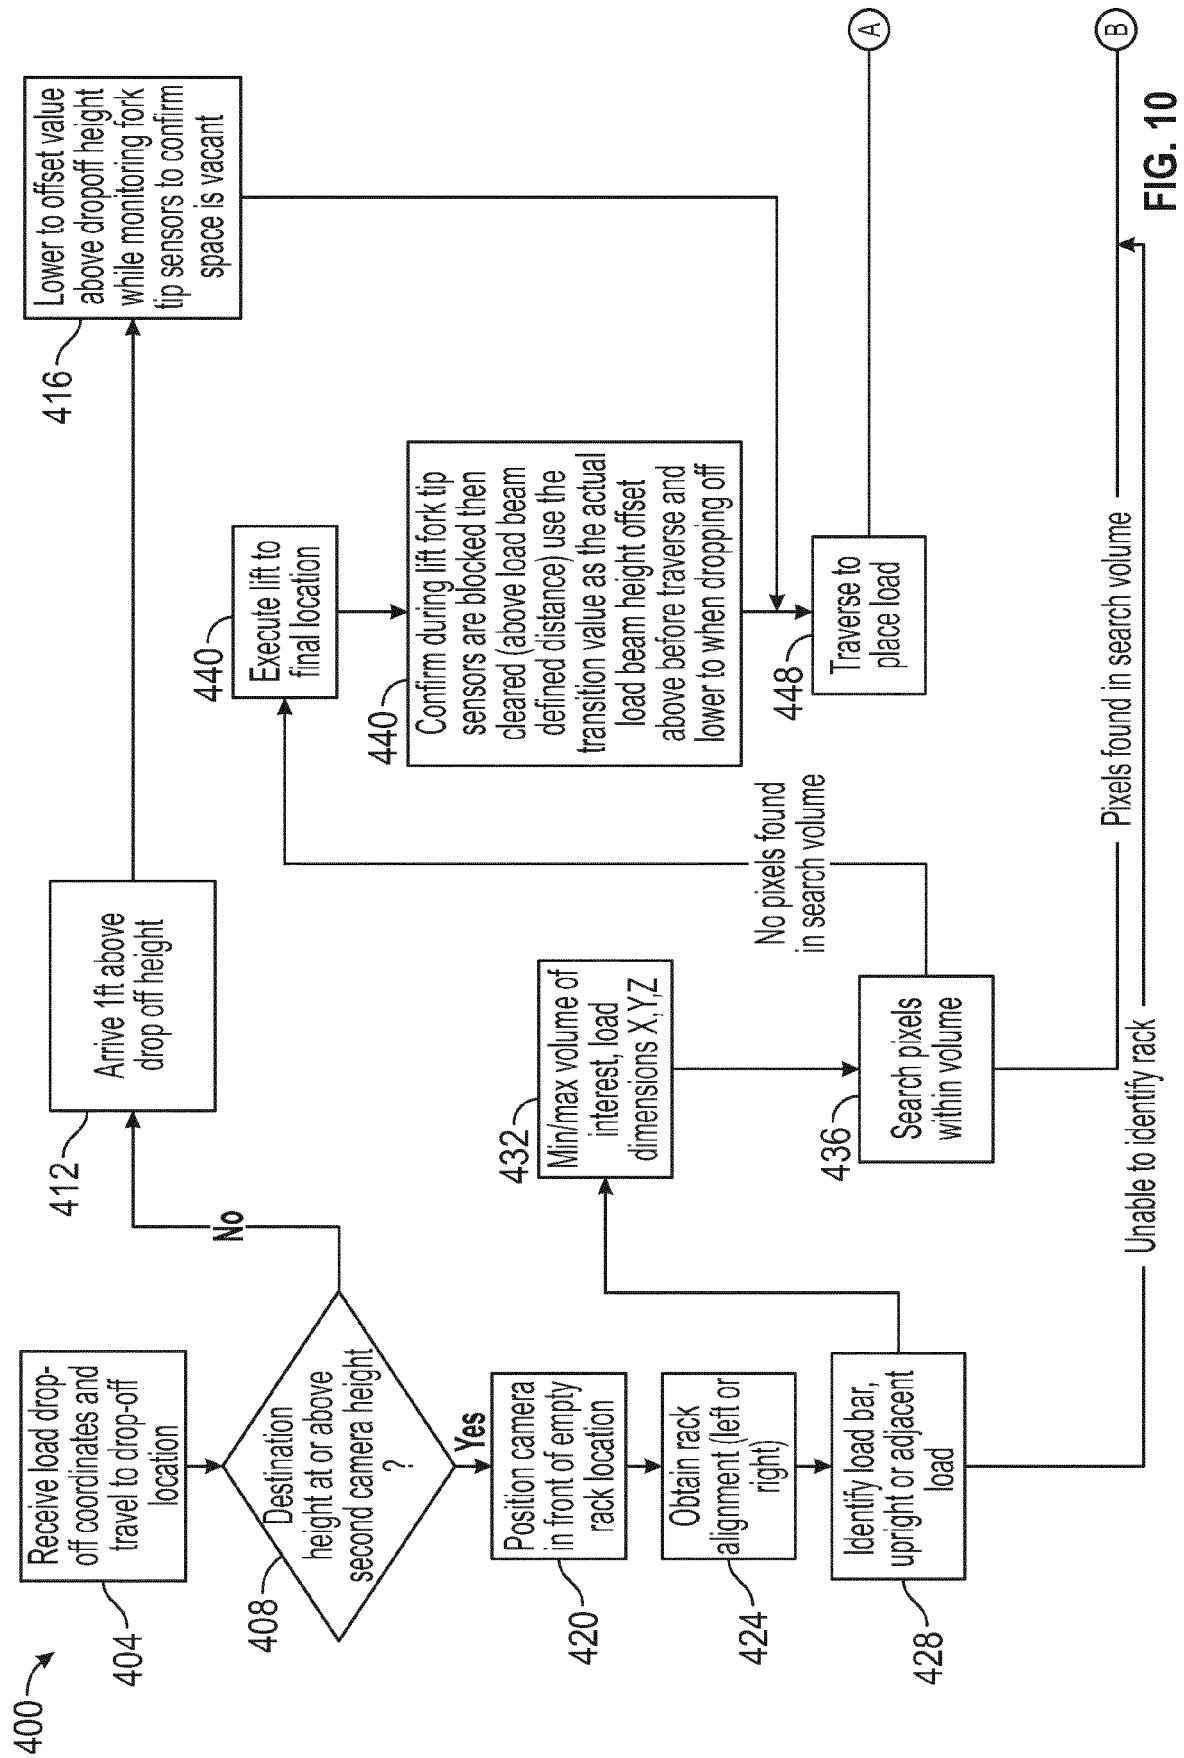 400
404
Receive load drop-
off coordinates and
travel to drop-off
location
408
Destination
height at or above
second camera height
?
No
Yes
412
Arrive 1ft above
drop off height
416
Lower to offset value
above dropoff height
while monitoring fork
tip sensors to confirm
space is vacant
420
Position camera
in front of empty
rack location
424
Obtain rack
alignment (left or
right)
428
Identify load bar,
upright or adjacent
load
432
Min/max volume of
interest, load
dimensions X,Y,Z
436
Search pixels
within volume
No pixels found
in search volume
440
Execute lift to
final location
440
Confirm during lift fork tip
sensors are blocked then
cleared (above load beam
defined distance) use the
transition value as the actual
load beam height offset
above before traverse and
lower to when dropping off
448
Traverse to
place load
A
Pixels found in search volume
B
Unable to identify rack
FIG. 10